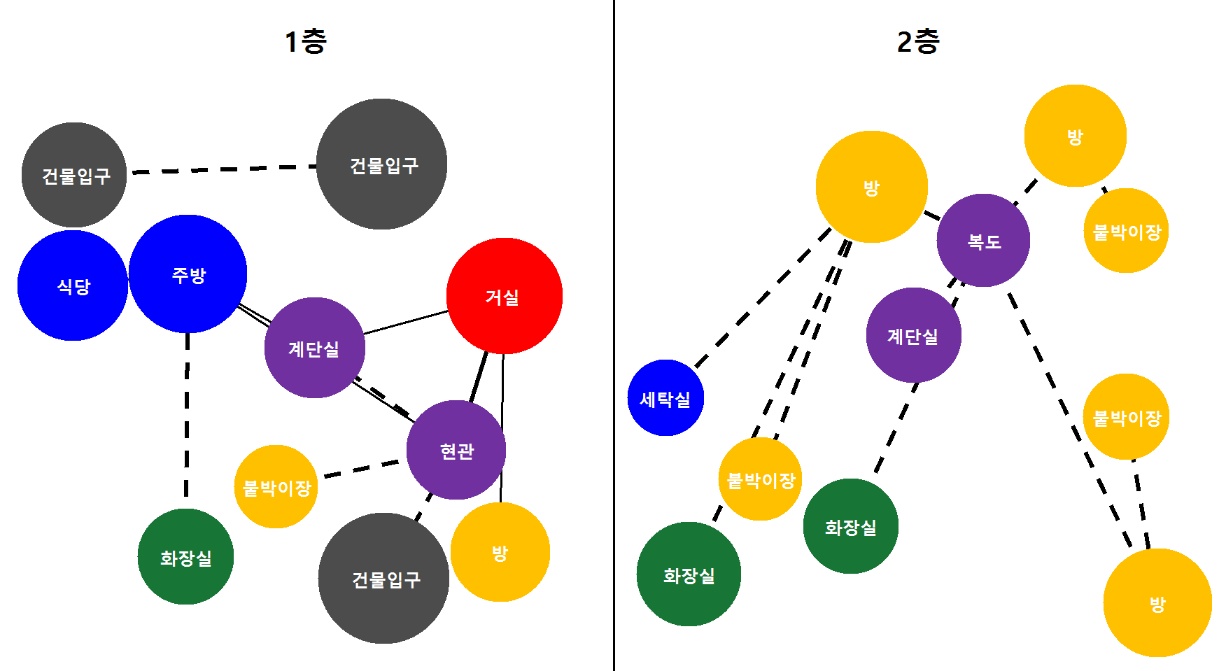 1층
건물입구
건물입구
식당
주방
거실
계단실
현관
붙박이장
화장실
건물입구
방
2층
방
방
붙박이장
복도
계단실
세탁실
붙박이장
붙박이장
화장실
화장실
방